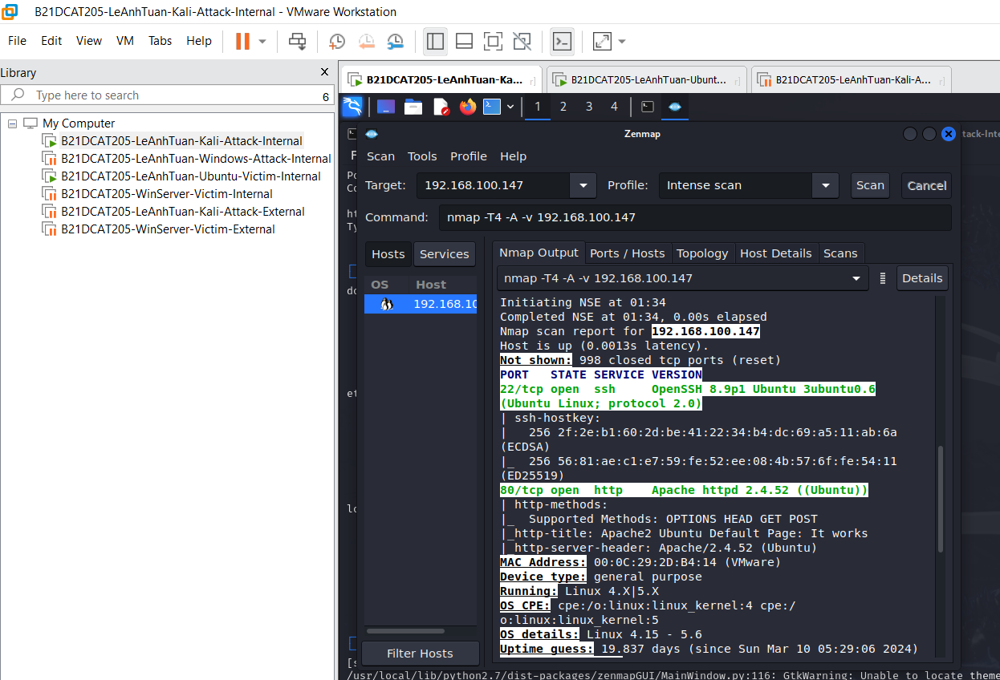 B21DCAT205-LeAnhTuan-Kali-Attack-Internal - VMware Workstation
File Edit View VM Tabs Help
Library X
Type here to search 6
B21DCAT205-LeAnhTuan-Ka... B21DCAT205-LeAnhTuan-Ubunt... B21DCAT205-LeAnhTuan-Kali-A...
My Computer
B21DCAT205-LeAnhTuan-Kali-Attack-Internal
B21DCAT205-LeAnhTuan-Windows-Attack-Internal
B21DCAT205-LeAnhTuan-Ubuntu-Victim-Internal
B21DCAT205-WinServer-Victim-Internal
B21DCAT205-LeAnhTuan-Kali-Attack-External
B21DCAT205-WinServer-Victim-External
1 2 3 4
Zenmap
tack-Inte
Scan Tools Profile Help
Target: 192.168.100.147 Profile: Intense scan Scan Cancel
Command: nmap -T4 -A -v 192.168.100.147
Hosts Services
Nmap Output Ports / Hosts Topology Host Details Scans
OS Host
192.168.10
nmap -T4 -A -v 192.168.100.147 Details
Initiating NSE at 01:34
Completed NSE at 01:34, 0.00s elapsed
Nmap scan report for 192.168.100.147
Host is up (0.0013s latency).
Not shown: 998 closed tcp ports (reset)
PORT STATE SERVICE VERSION
22/tcp open ssh OpenSSH 8.9p1 Ubuntu 3ubuntu0.6
(Ubuntu Linux; protocol 2.0)
| ssh-hostkey:
| 256 2f:2e:b1:60:2d:be:41:22:34:b4:dc:69:a5:11:ab:6a
(ECDSA)
|_ 256 56:81:ae:c1:e7:59:fe:52:ee:08:4b:57:6f:fe:54:11
(ED25519)
80/tcp open http Apache httpd 2.4.52 ((Ubuntu))
| http-methods:
|_ Supported Methods: OPTIONS HEAD GET POST
|_http-title: Apache2 Ubuntu Default Page: It works
|_http-server-header: Apache/2.4.52 (Ubuntu)
MAC Address: 00:0C:29:2D:B4:14 (VMware)
Device type: general purpose
Running: Linux 4.X|5.X
OS CPE: cpe:/o:linux:linux_kernel:4 cpe:/
o:linux:linux_kernel:5
OS details: Linux 4.15 - 5.6
Uptime guess: 19.837 days (since Sun Mar 10 05:29:06 2024)
Filter Hosts
/usr/local/lib/python2.7/dist-packages/zenmapGUI/MainWindow.py:116: GtkWarning: Unable to locate theme